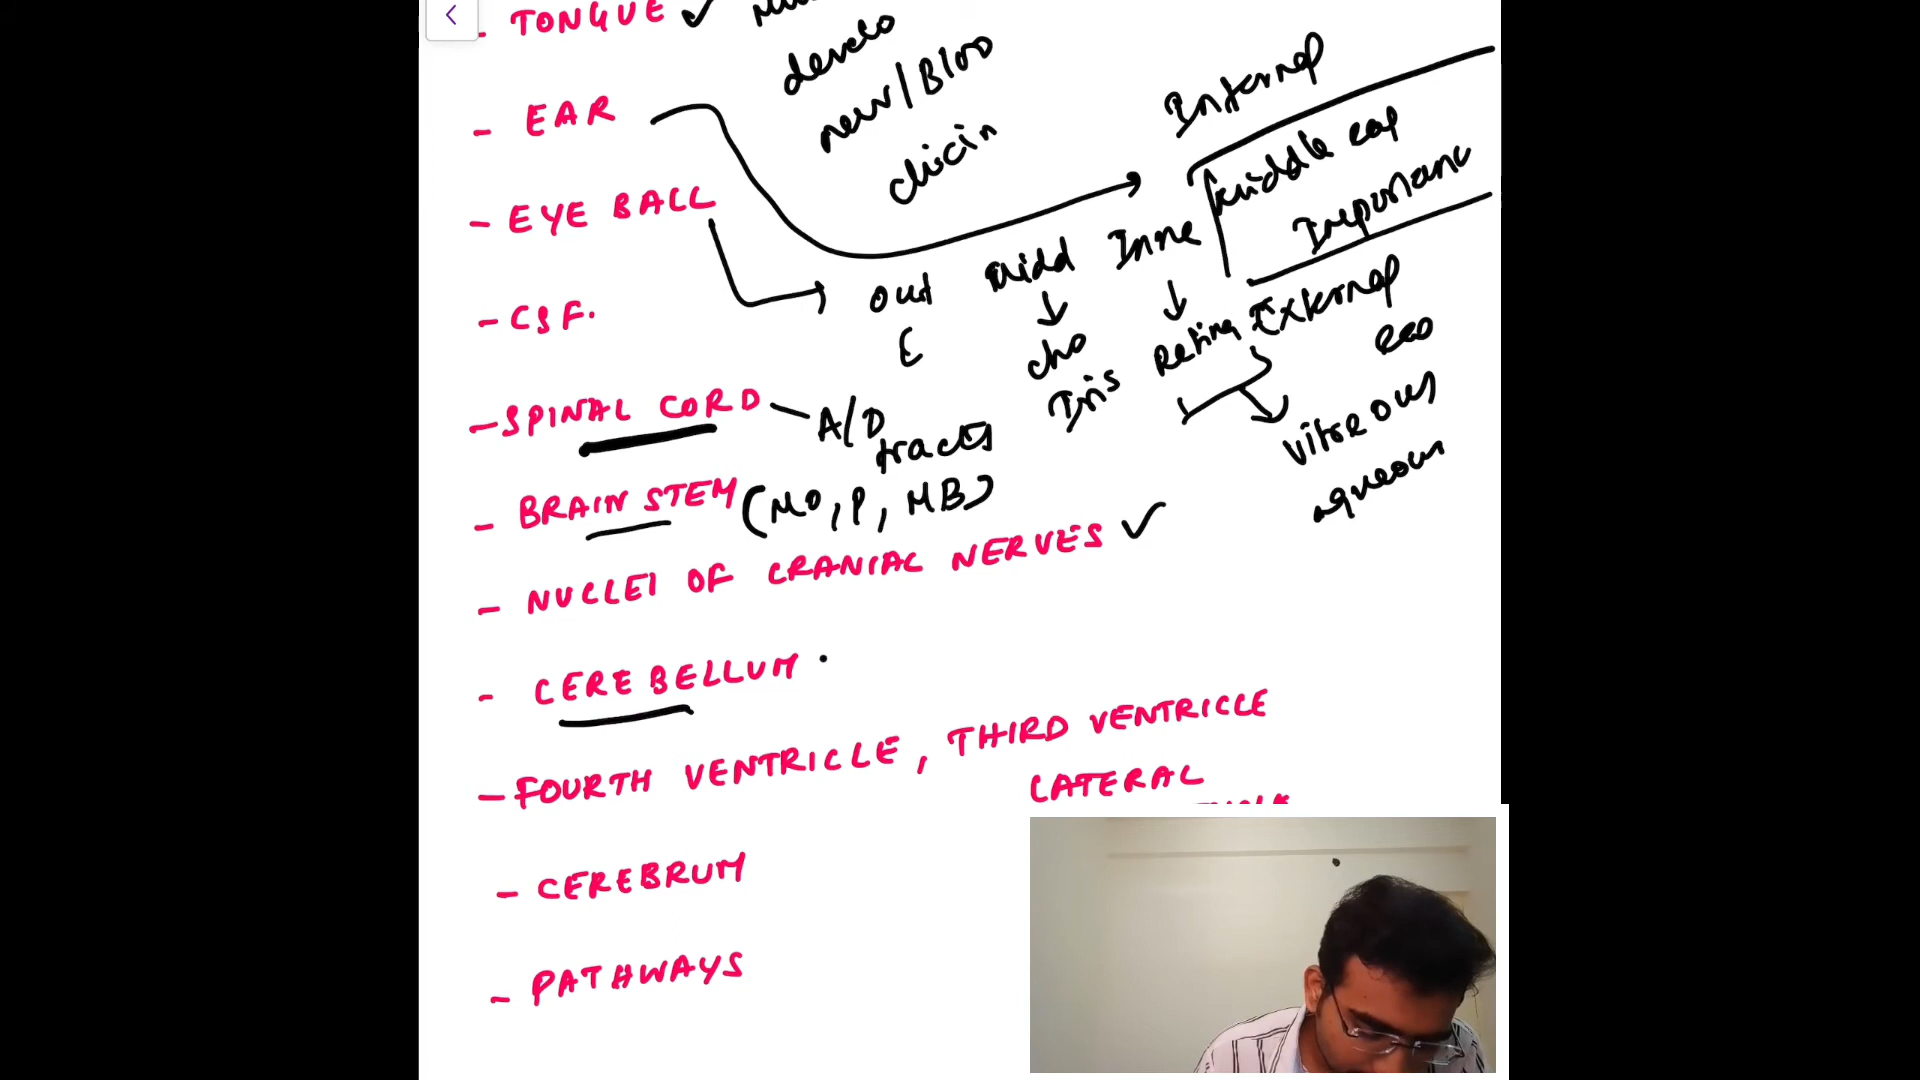 - TONGUE ✓
develo
nerv/Bloo
clicin
- EAR
Internal
middle ear
Importanc
- EYE BALL
out Midd Inne
E
cho
Iris
Retina
External
ear
vitreous
aqueous
- CSF.
- SPINAL CORD - A/D
tracts
- BRAIN STEM (MO, P, MB)
- NUCLEI OF CRANIAL NERVES ✓
- CEREBELLUM
- FOURTH VENTRICLE, THIRD VENTRICLE
LATERAL
- CEREBRUM
- PATHWAYS